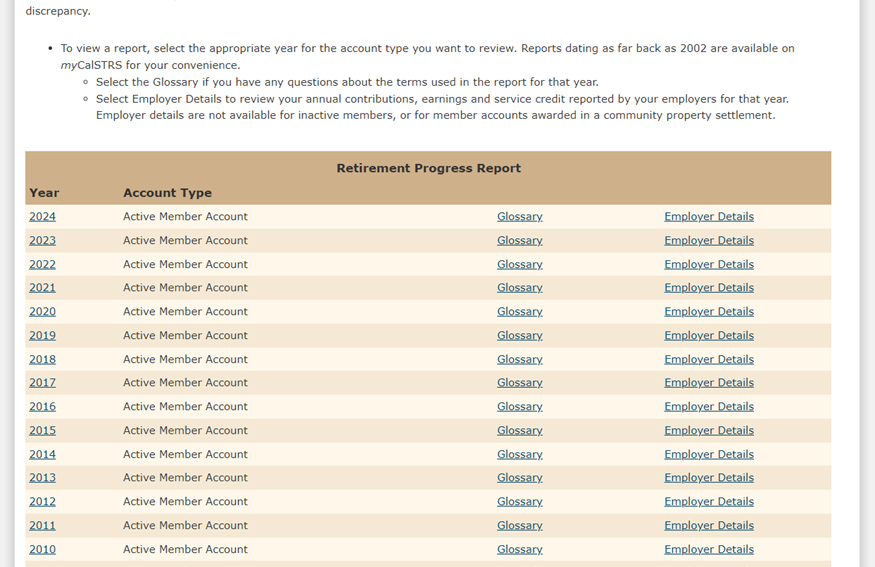 discrepancy.
• To view a report, select the appropriate year for the account type you want to review. Reports dating as far back as 2002 are available on
myCalSTRS for your convenience.
◦ Select the Glossary if you have any questions about the terms used in the report for that year.
◦ Select Employer Details to review your annual contributions, earnings and service credit reported by your employers for that year.
Employer details are not available for inactive members, or for member accounts awarded in a community property settlement.
Retirement Progress Report
Year Account Type
2024 Active Member Account Glossary Employer Details
2023 Active Member Account Glossary Employer Details
2022 Active Member Account Glossary Employer Details
2021 Active Member Account Glossary Employer Details
2020 Active Member Account Glossary Employer Details
2019 Active Member Account Glossary Employer Details
2018 Active Member Account Glossary Employer Details
2017 Active Member Account Glossary Employer Details
2016 Active Member Account Glossary Employer Details
2015 Active Member Account Glossary Employer Details
2014 Active Member Account Glossary Employer Details
2013 Active Member Account Glossary Employer Details
2012 Active Member Account Glossary Employer Details
2011 Active Member Account Glossary Employer Details
2010 Active Member Account Glossary Employer Details